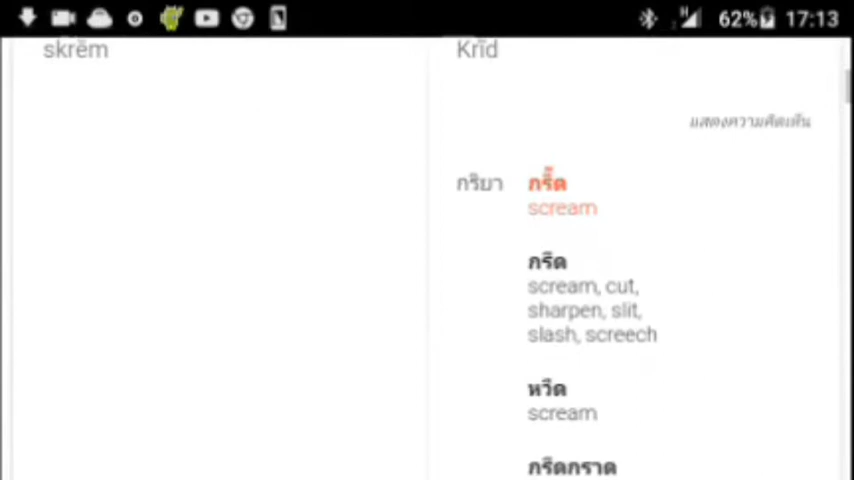 62% 17:13
skrēm
Krīd
แสดงความคิดเห็น
กริยา
กรี๊ด
scream
กรีด
scream, cut,
sharpen, slit,
slash, screech
หวีด
scream
กรีดกราด